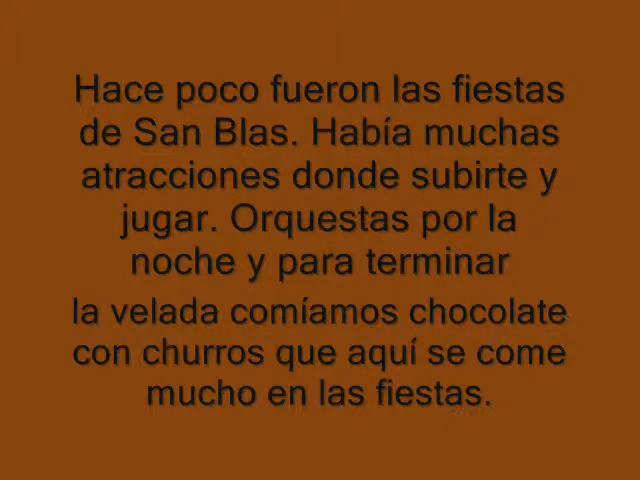 Hace poco fueron las fiestas
de San Blas. Había muchas
atracciones donde subirte y
jugar. Orquestas por la
noche y para terminar
la velada comíamos chocolate
con churros que aquí se come
mucho en las fiestas.